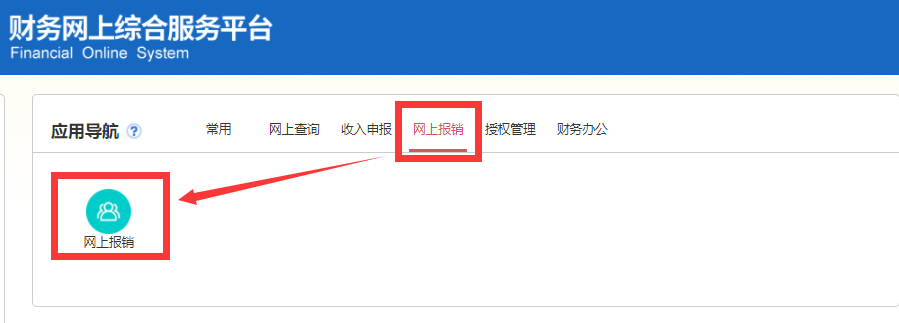 财务网上综合服务平台
Financial Online System
应用导航 ? 常用 网上查询 收入申报 网上报销 授权管理 财务办公
网上报销